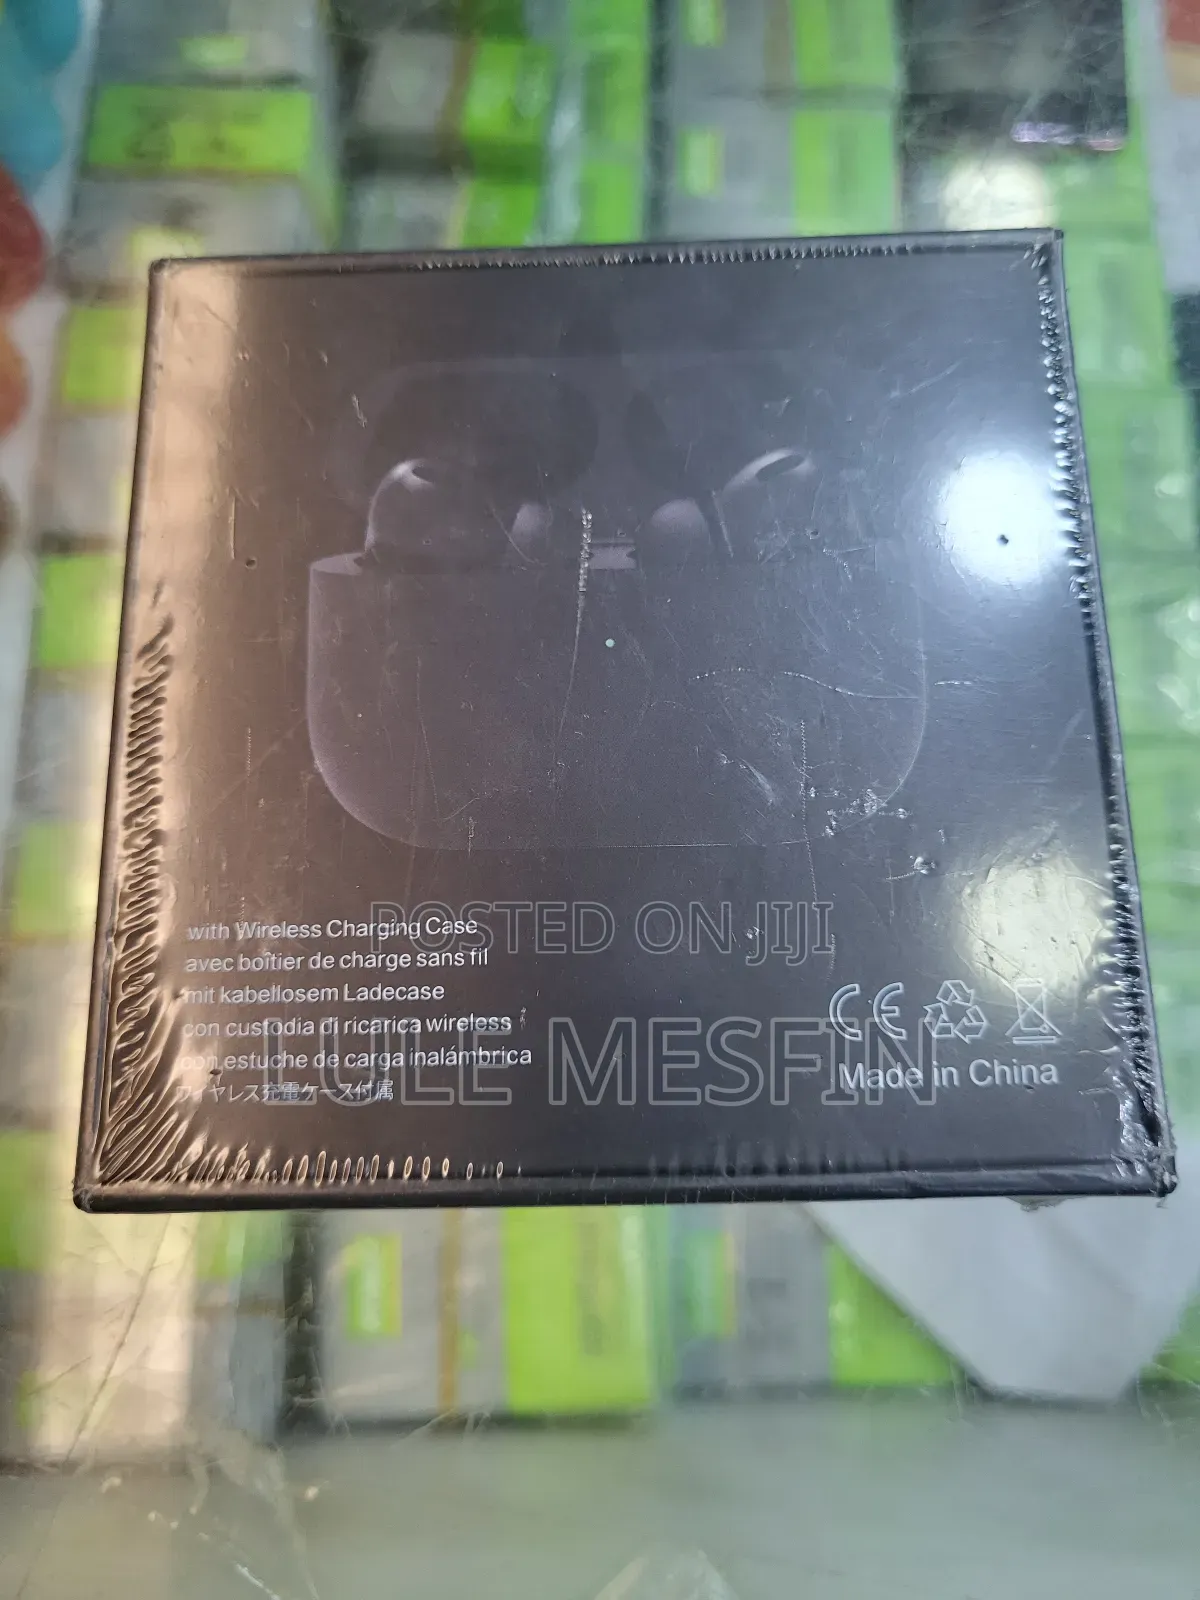 with Wireless Charging Case
avec boîtier de charge sans fil
mit kabellosem Ladecase
con custodia di ricarica wireless
con estuche de carga inalámbrica
ワイヤレス充電ケース付属
CE
Made in China
POSTED ON JIJI
LULE MESFIN